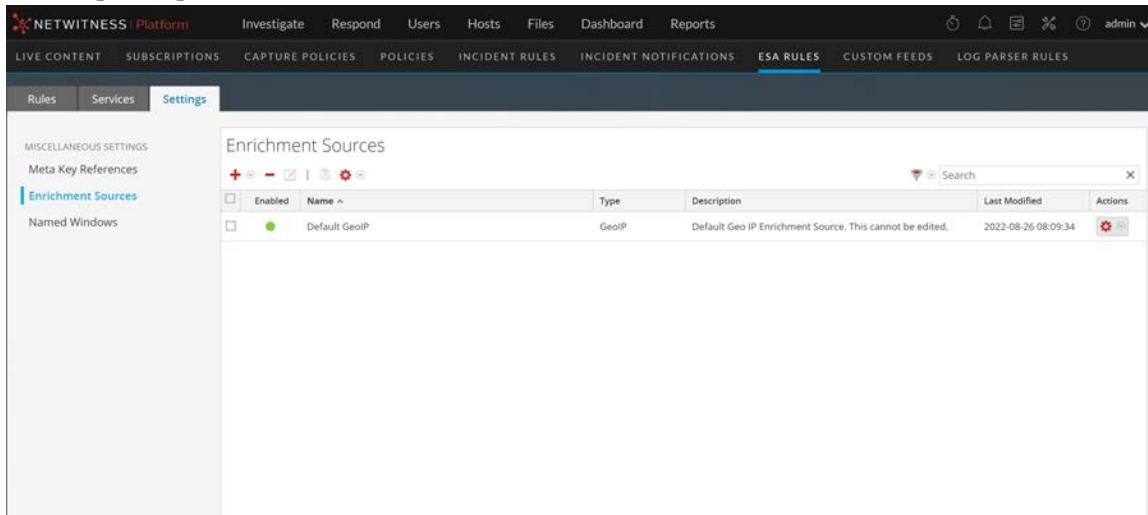 NETWITNESS Platform Investigate Respond Users Hosts Files Dashboard Reports admin
LIVE CONTENT SUBSCRIPTIONS CAPTURE POLICIES POLICIES INCIDENT RULES INCIDENT NOTIFICATIONS ESA RULES CUSTOM FEEDS LOG PARSER RULES
Rules Services Settings
MISCELLANEOUS SETTINGS
Meta Key References
Enrichment Sources
Named Windows
Enrichment Sources
Search
Enabled Name Type Description Last Modified Actions
Default GeoIP GeoIP Default Geo IP Enrichment Source. This cannot be edited. 2022-08-26 08:09:34